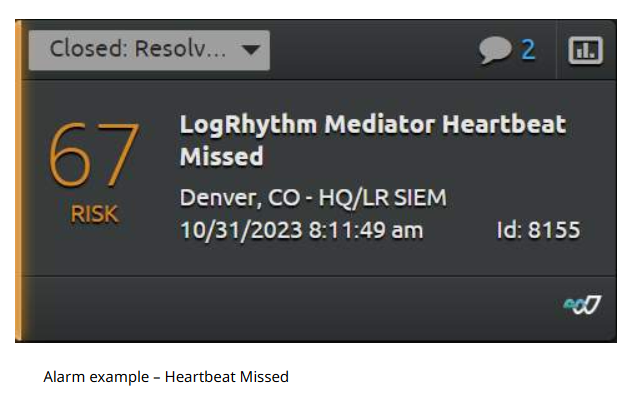 Closed: Resolv...
2
67
RISK
LogRhythm Mediator Heartbeat
Missed
Denver, CO - HQ/LR SIEM
10/31/2023 8:11:49 am
Id: 8155
Alarm example – Heartbeat Missed